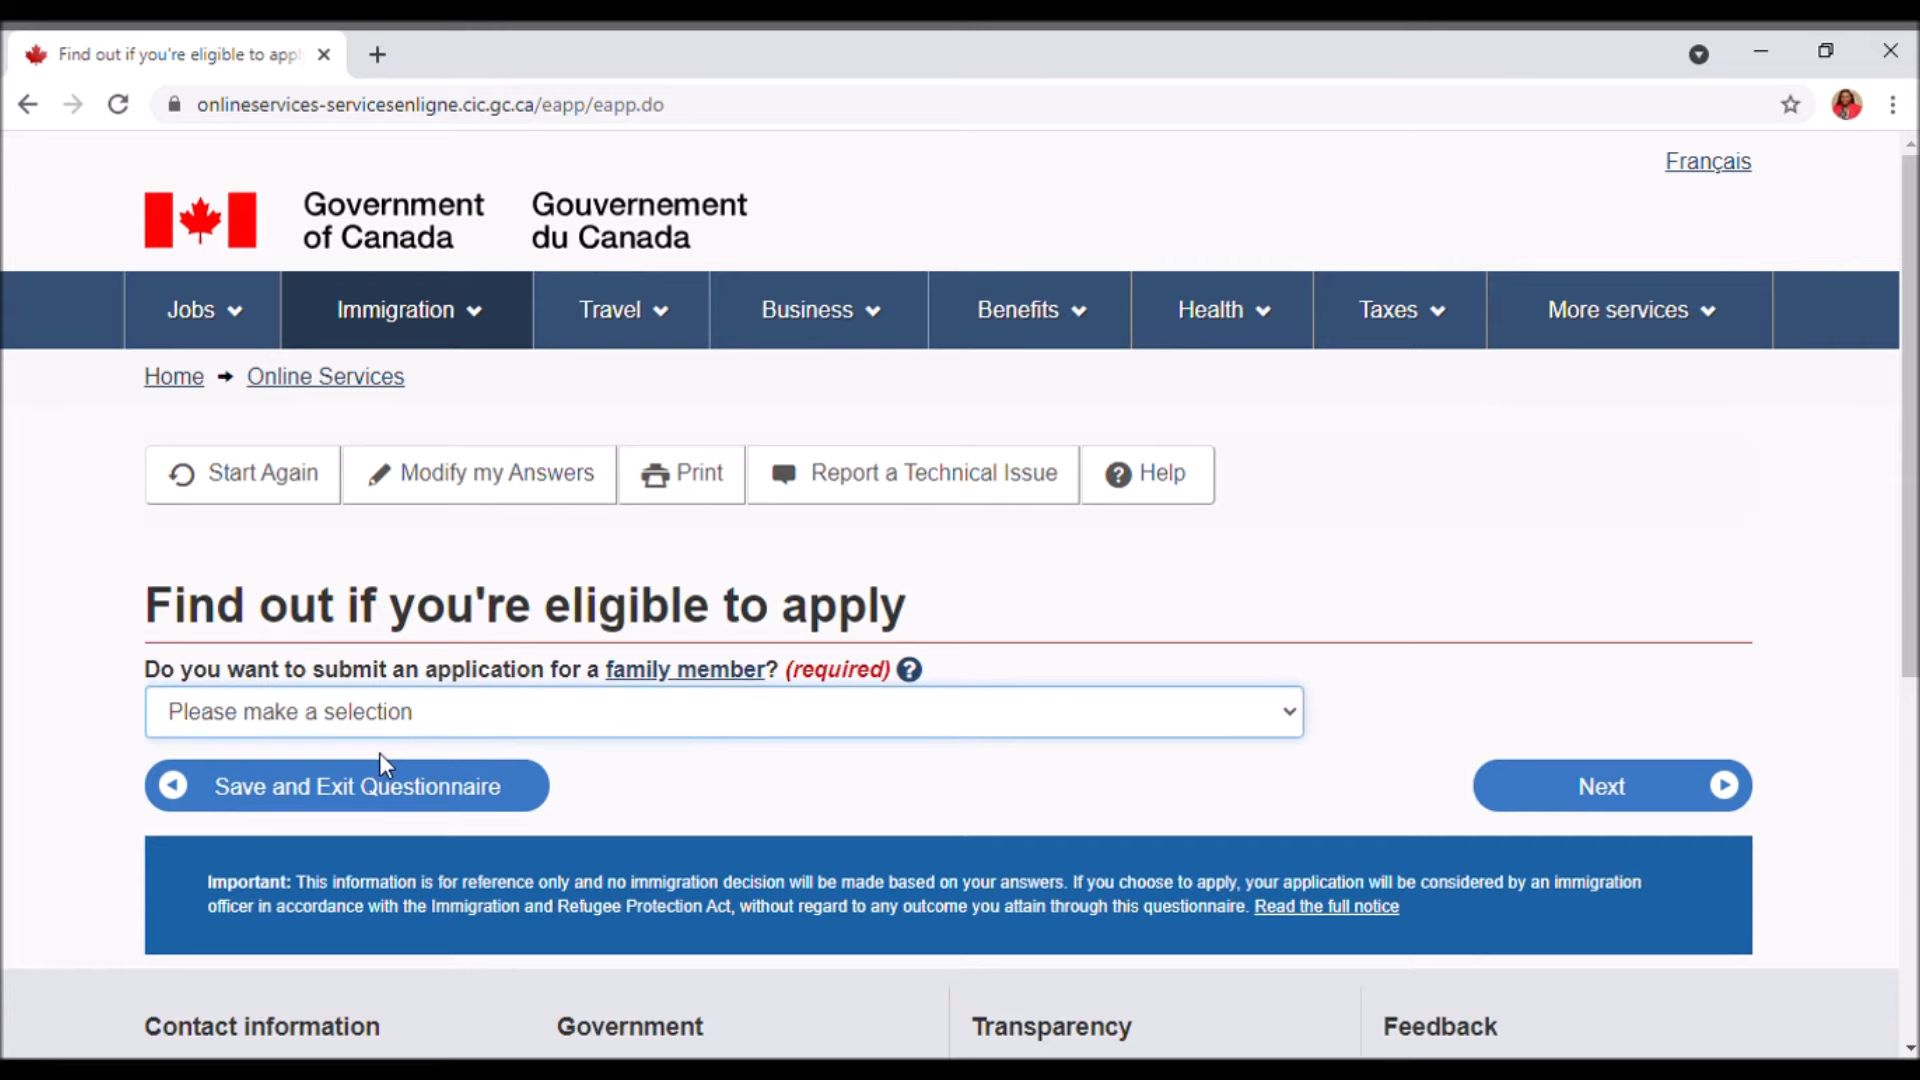 Find out if you're eligible to app
onlineservices-servicesenligne.cic.gc.ca/eapp/eapp.do
Français
Government Gouvernement
of Canada du Canada
Jobs Immigration Travel Business Benefits Health Taxes More services
Home Online Services
Start Again Modify my Answers Print Report a Technical Issue Help
Find out if you're eligible to apply
Do you want to submit an application for a family member? (required)
Please make a selection
Save and Exit Questionnaire Next
Important: This information is for reference only and no immigration decision will be made based on your answers. If you choose to apply, your application will be considered by an immigration
officer in accordance with the Immigration and Refugee Protection Act, without regard to any outcome you attain through this questionnaire. Read the full notice
Contact information Government Transparency Feedback